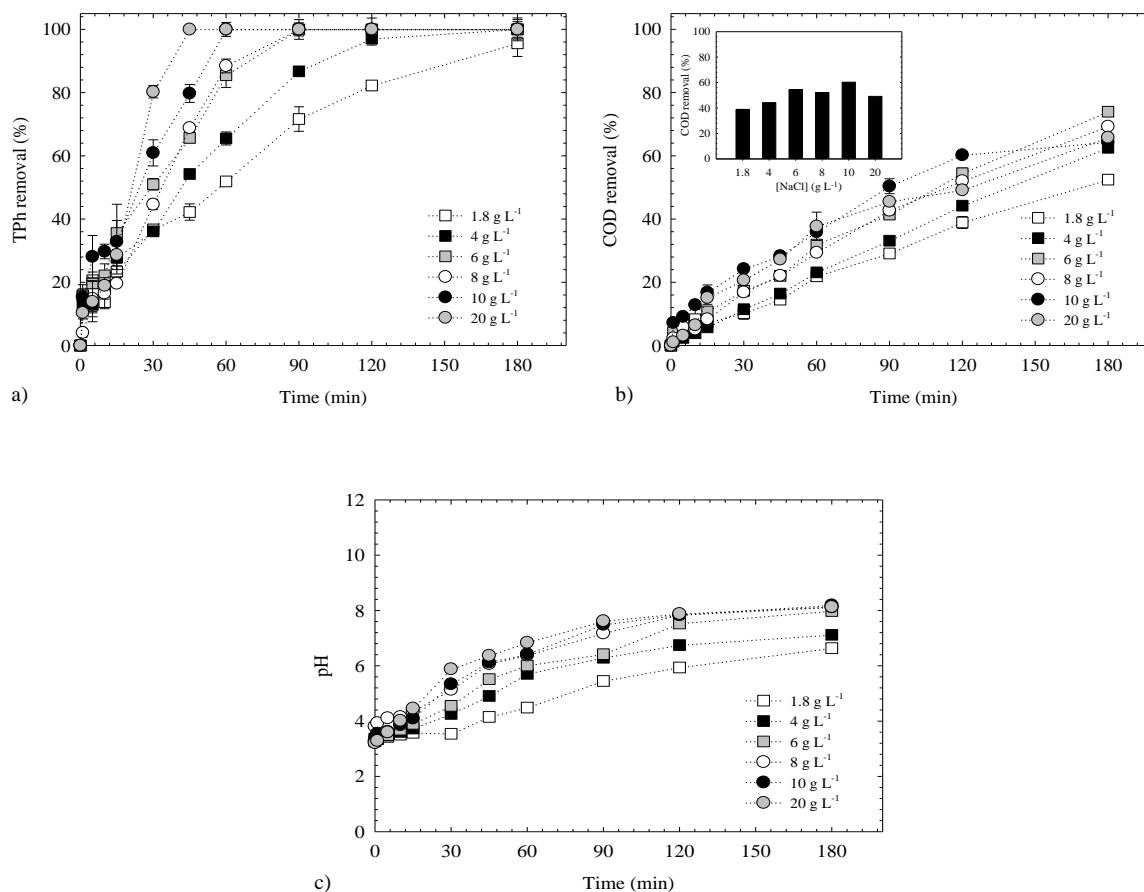 TPh removal (%)
100
80
60
40
20
0
1.8 g L-1
4 g L-1
6 g L-1
8 g L-1
10 g L-1
20 g L-1
0 30 60 90 120 150 180
Time (min)
a)
COD removal (%)
100
80
60
40
20
0
COD removal (%)
100
80
60
40
20
0
1.8 4 6 8 10 20
[NaCl] (g L-1)
1.8 g L-1
4 g L-1
6 g L-1
8 g L-1
10 g L-1
20 g L-1
0 30 60 90 120 150 180
Time (min)
b)
pH
12
10
8
6
4
2
0
1.8 g L-1
4 g L-1
6 g L-1
8 g L-1
10 g L-1
20 g L-1
0 30 60 90 120 150 180
Time (min)
c)